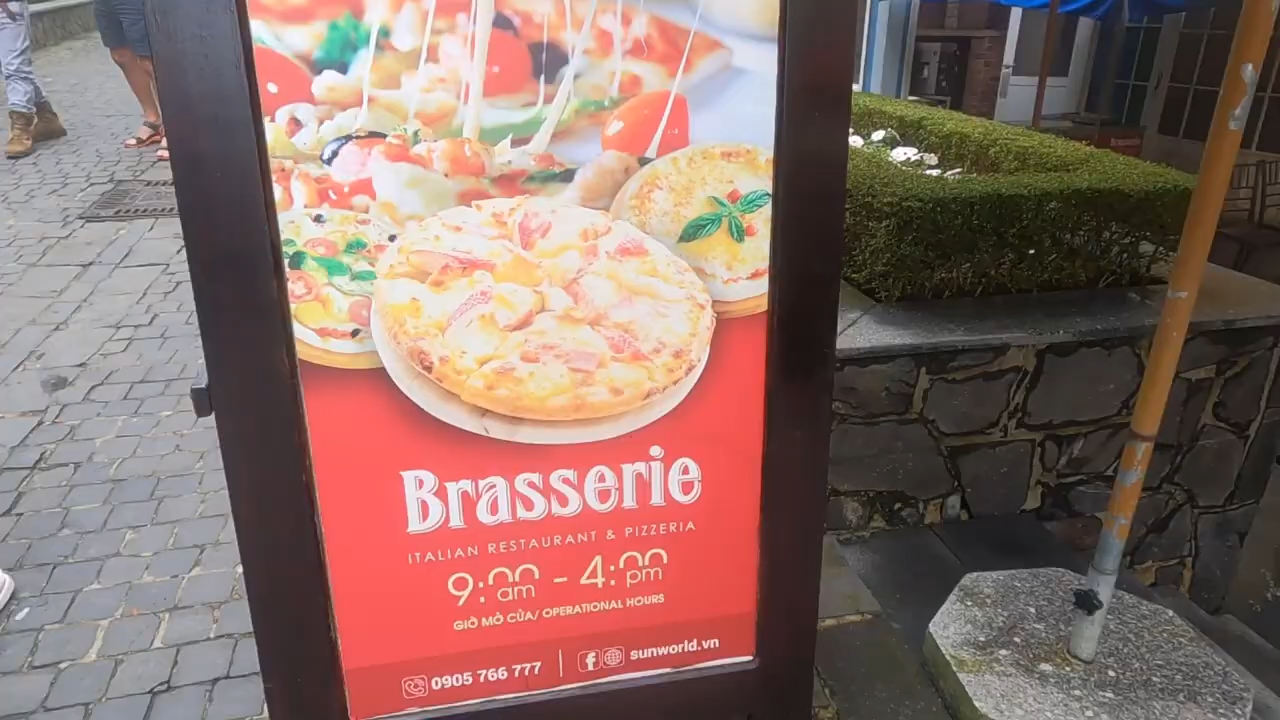 Brasserie
ITALIAN RESTAURANT & PIZZERIA
9:00 am - 4:00 pm
GIỜ MỞ CỬA/ OPERATIONAL HOURS
0905 766 777 | sunworld.vn